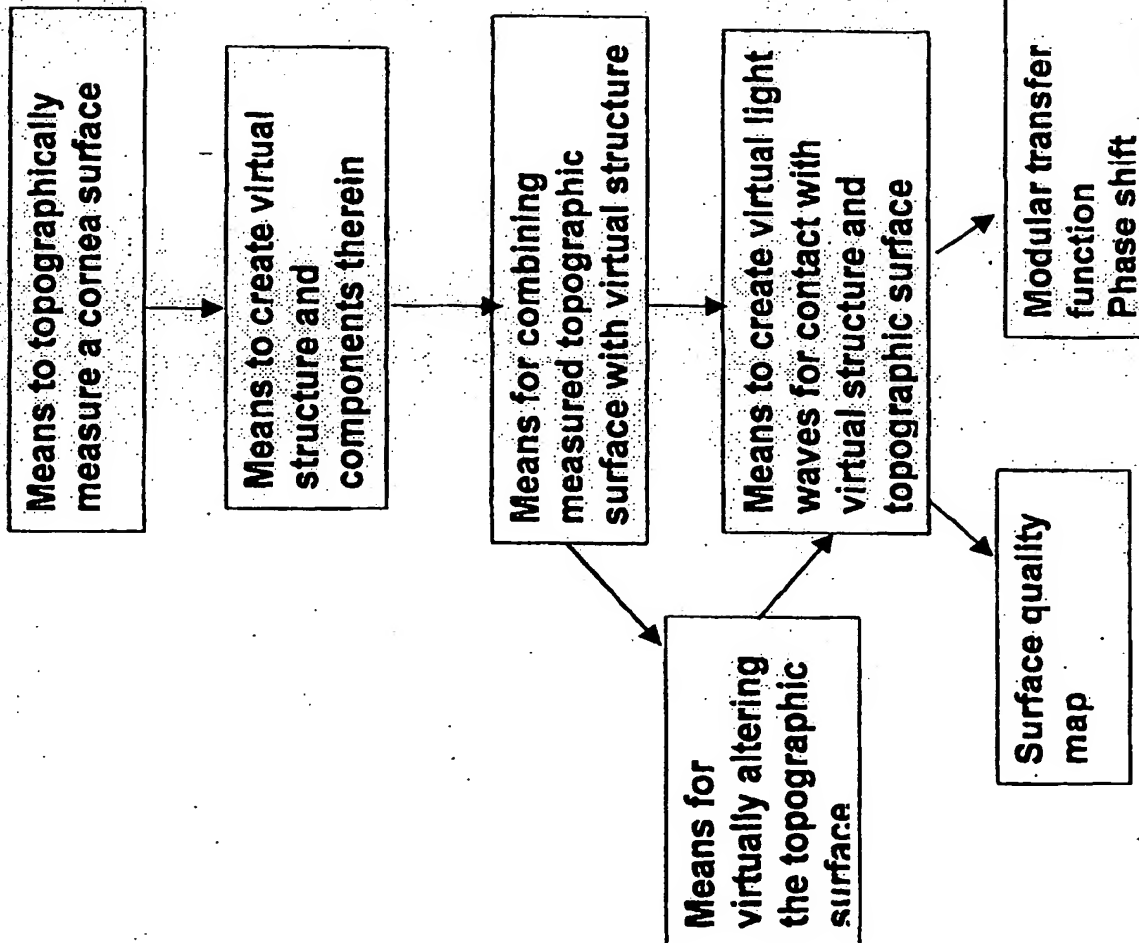 Means to topographically
measure a cornea surface
Means to create virtual
structure and
components therein
Means for combining
measured topographic
surface with virtual structure
Means for
virtually altering
the topographic
surface
Means to create virtual light
waves for contact with
virtual structure and
topographic surface
Surface quality
map
Modular transfer
function
Phase shift